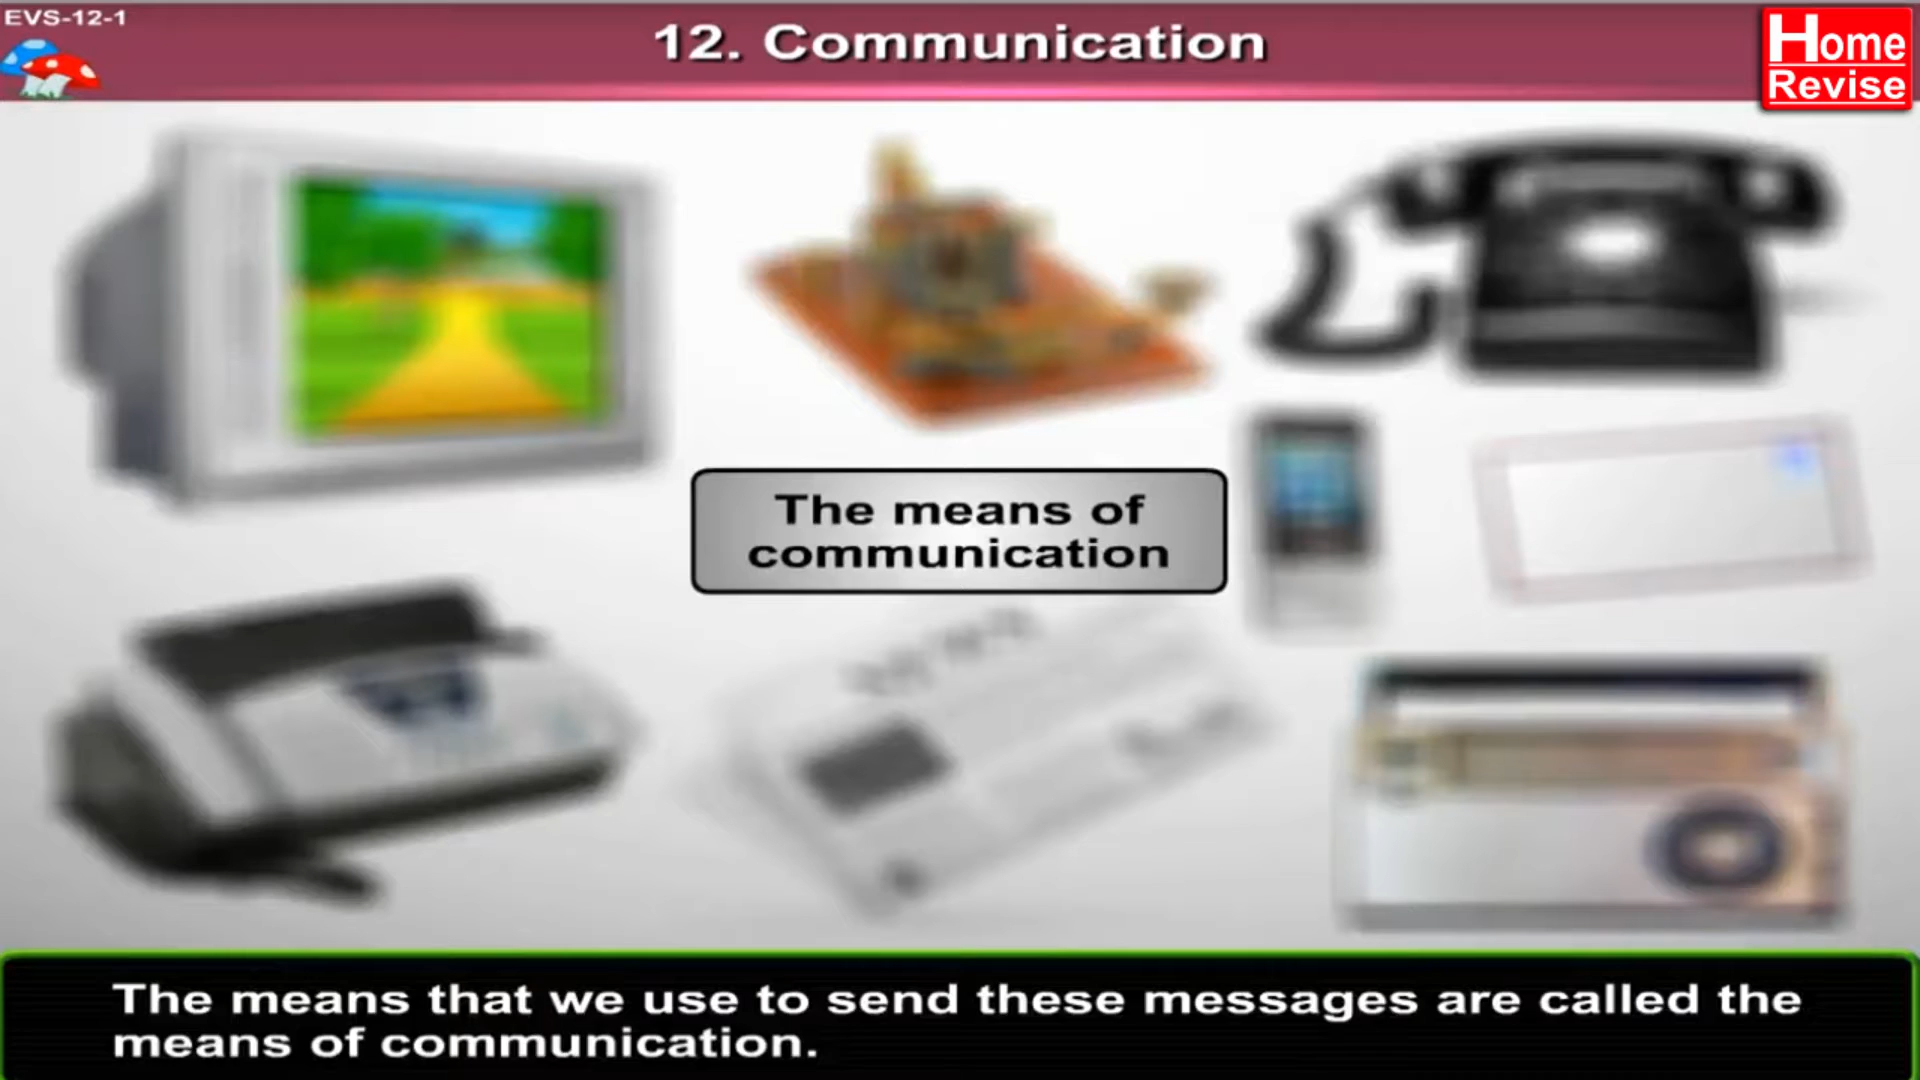 EVS-12-1
12. Communication
Home
Revise
The means of
communication
The means that we use to send these messages are called the
means of communication.